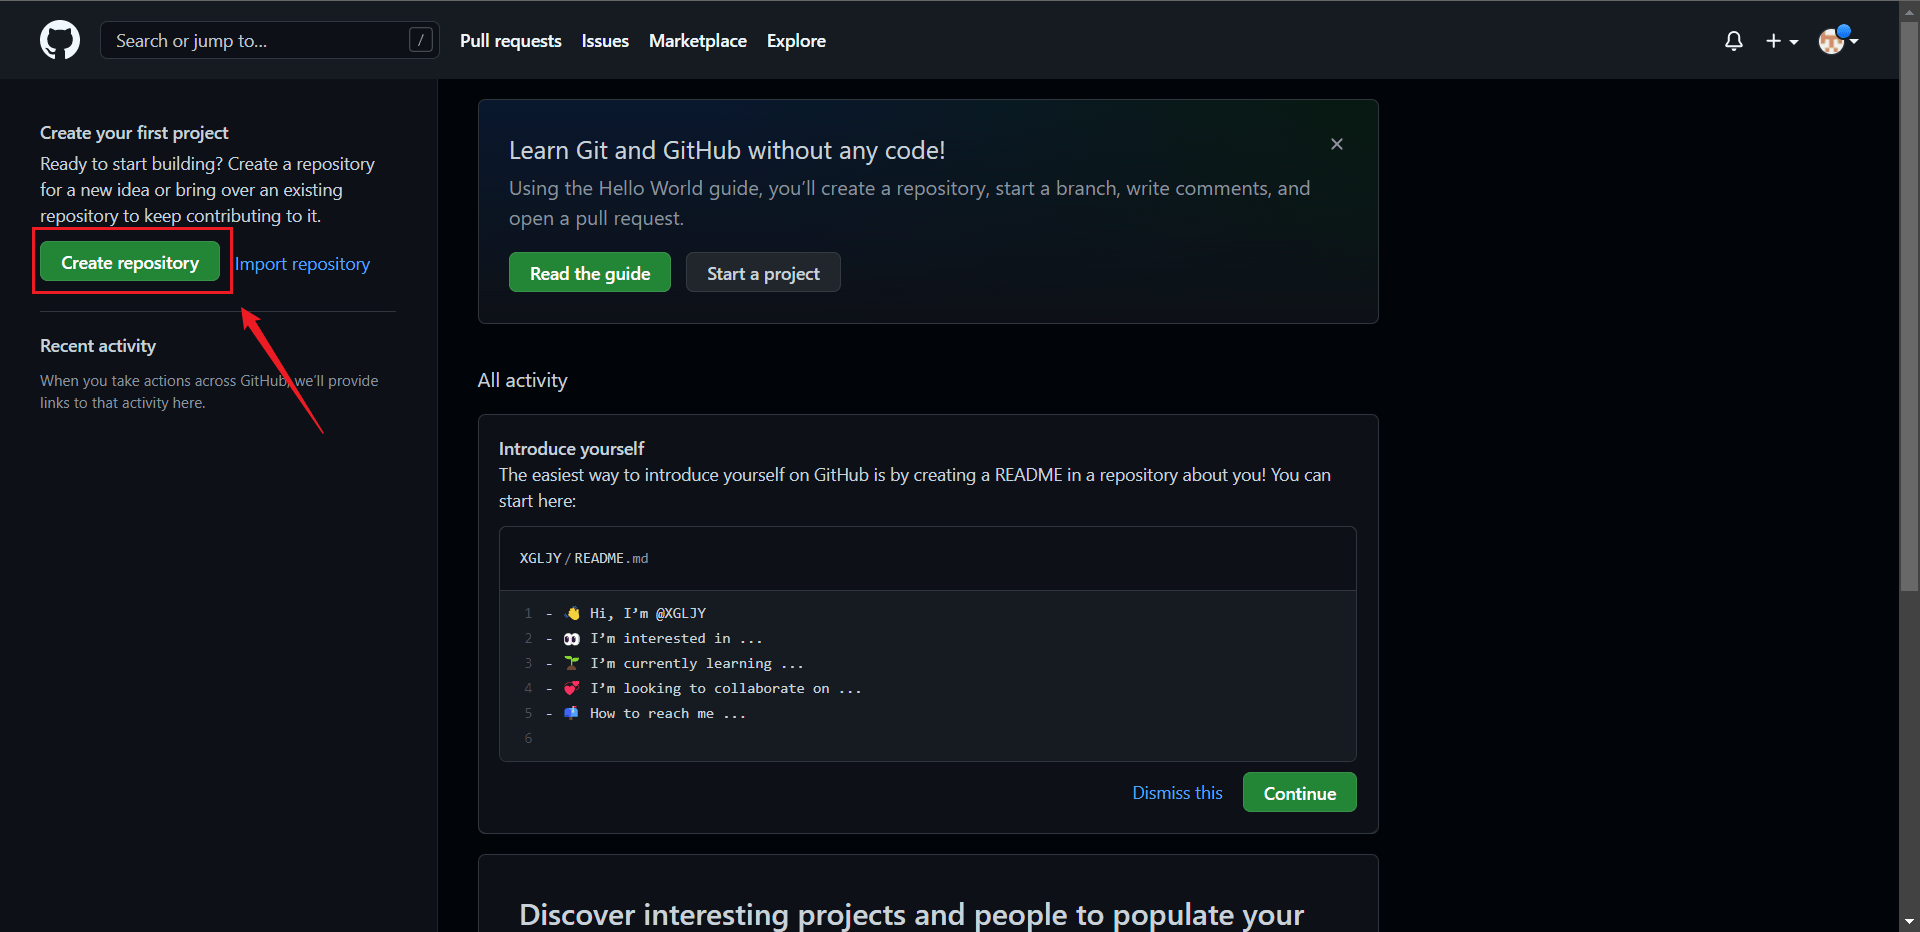 Search or jump to...
/
Pull requests
Issues
Marketplace
Explore
Create your first project
Ready to start building? Create a repository
for a new idea or bring over an existing
repository to keep contributing to it.
Create repository
Import repository
Recent activity
When you take actions across GitHub, we’ll provide
links to that activity here.
Learn Git and GitHub without any code!
Using the Hello World guide, you’ll create a repository, start a branch, write comments, and
open a pull request.
Read the guide
Start a project
All activity
Introduce yourself
The easiest way to introduce yourself on GitHub is by creating a README in a repository about you! You can
start here:
XGLJY/README.md
1 - 👋 Hi, I’m @XGLJY
2 - 👀 I’m interested in ...
3 - 🌱 I’m currently learning ...
4 - 💞️ I’m looking to collaborate on ...
5 - 📫 How to reach me ...
6
Dismiss this
Continue
Discover interesting projects and people to populate your